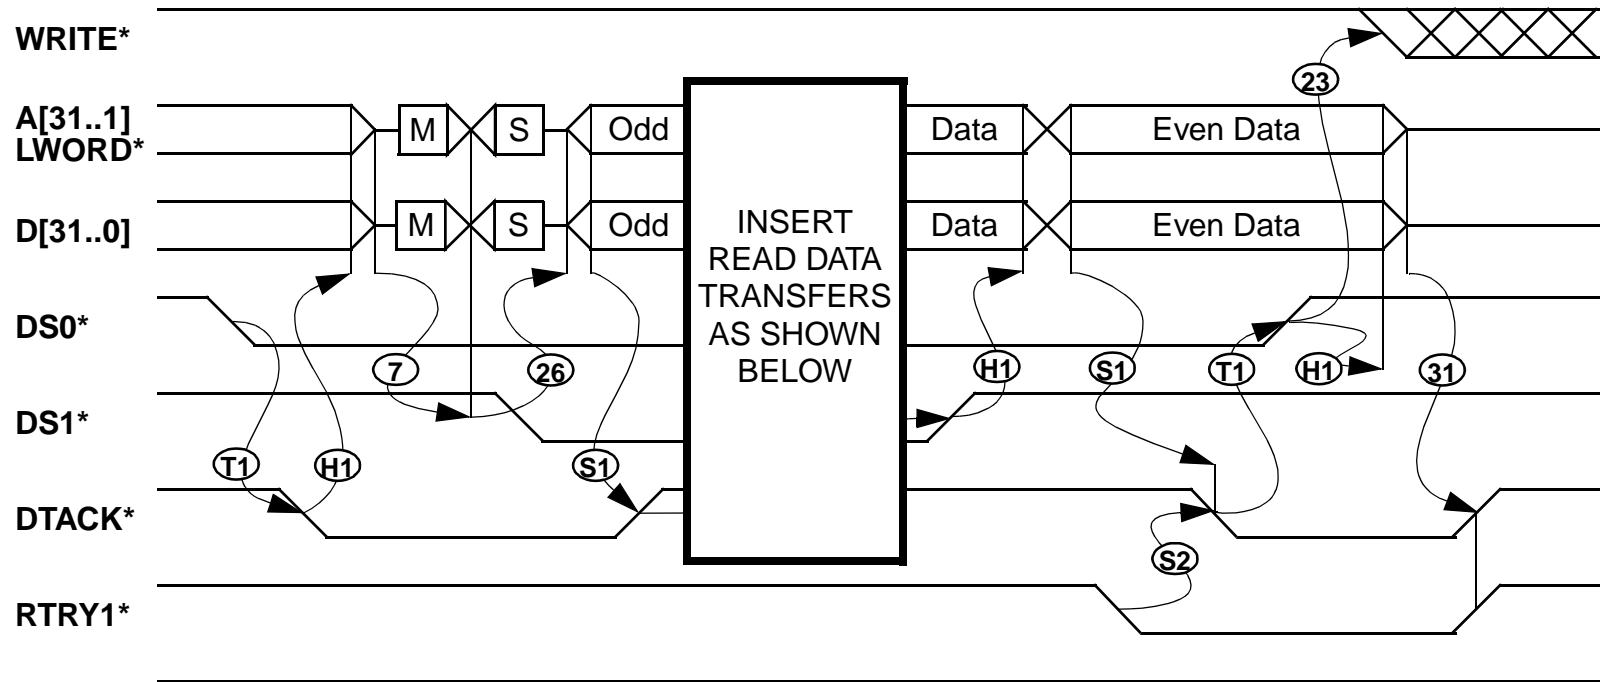 WRITE*
23
A[31..1]
LWORD*
M S Odd Data Even Data
D[31..0]
M S Odd Data Even Data
INSERT
READ DATA
TRANSFERS
AS SHOWN
BELOW
DS0*
7 26 H1 S1 T1 H1 31
DS1*
T1 H1 S1
DTACK*
S2
RTRY1*